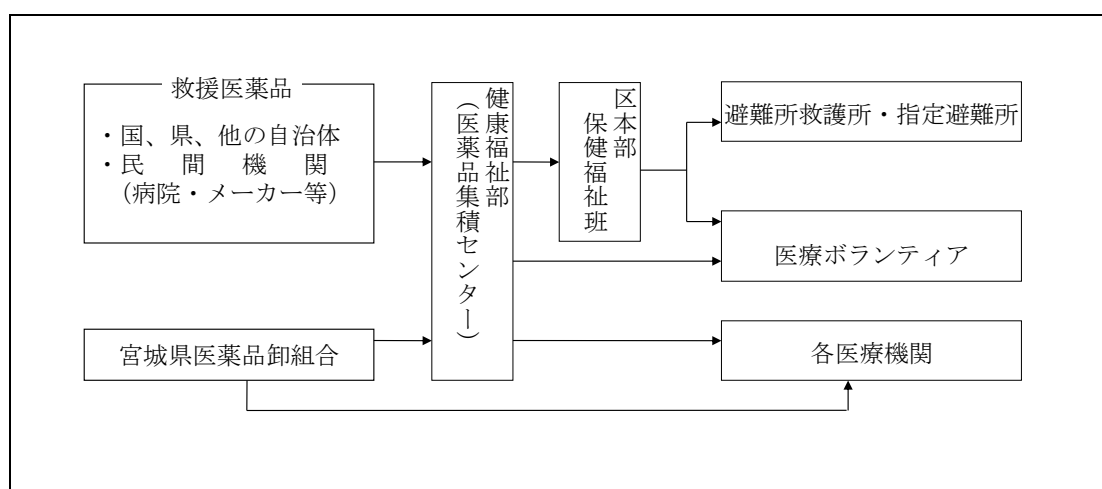 救援医薬品
・国、県、他の自治体
・民間機関
（病院・メーカー等）
宮城県医薬品卸組合
健康福祉部
（医薬品集積センター）
区本部
保健福祉班
避難所救護所・指定避難所
医療ボランティア
各医療機関